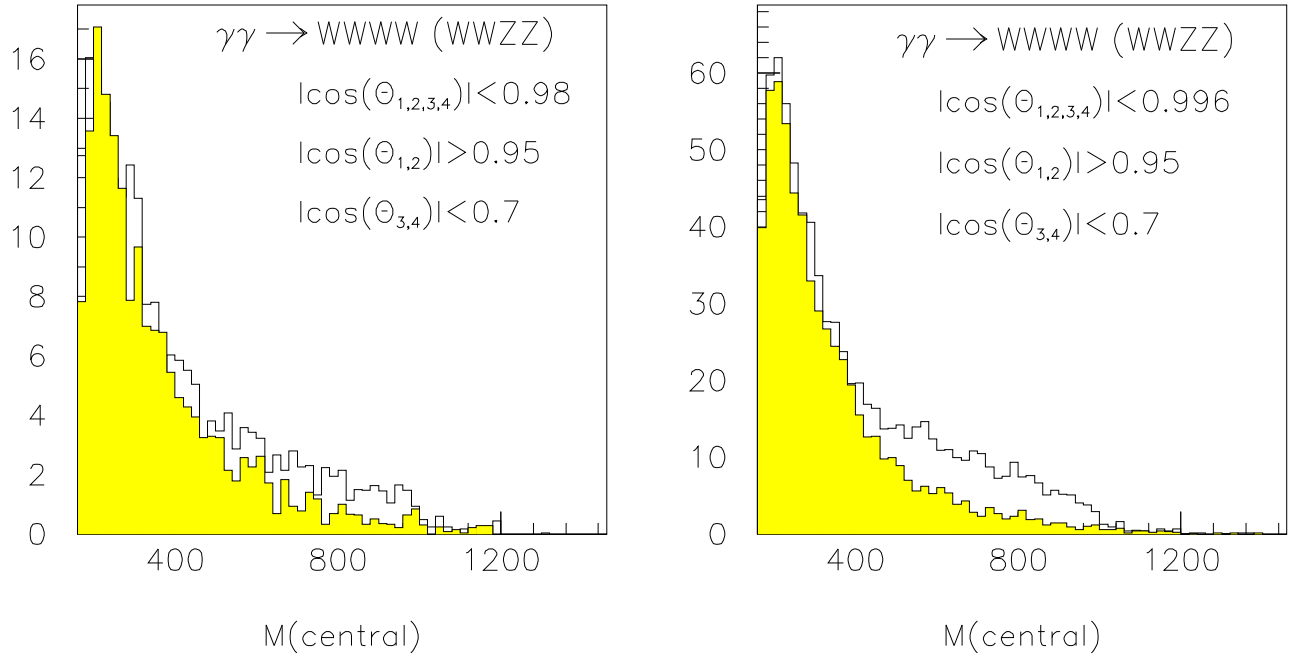 γγ → WWWW (WWZZ)
|cos(Θ1,2,3,4)|<0.98
|cos(Θ1,2)|>0.95
|cos(Θ3,4)|<0.7
16
14
12
10
8
6
4
2
0
400 800 1200
M(central)
γγ → WWWW (WWZZ)
|cos(Θ1,2,3,4)|<0.996
|cos(Θ1,2)|>0.95
|cos(Θ3,4)|<0.7
60
50
40
30
20
10
0
400 800 1200
M(central)